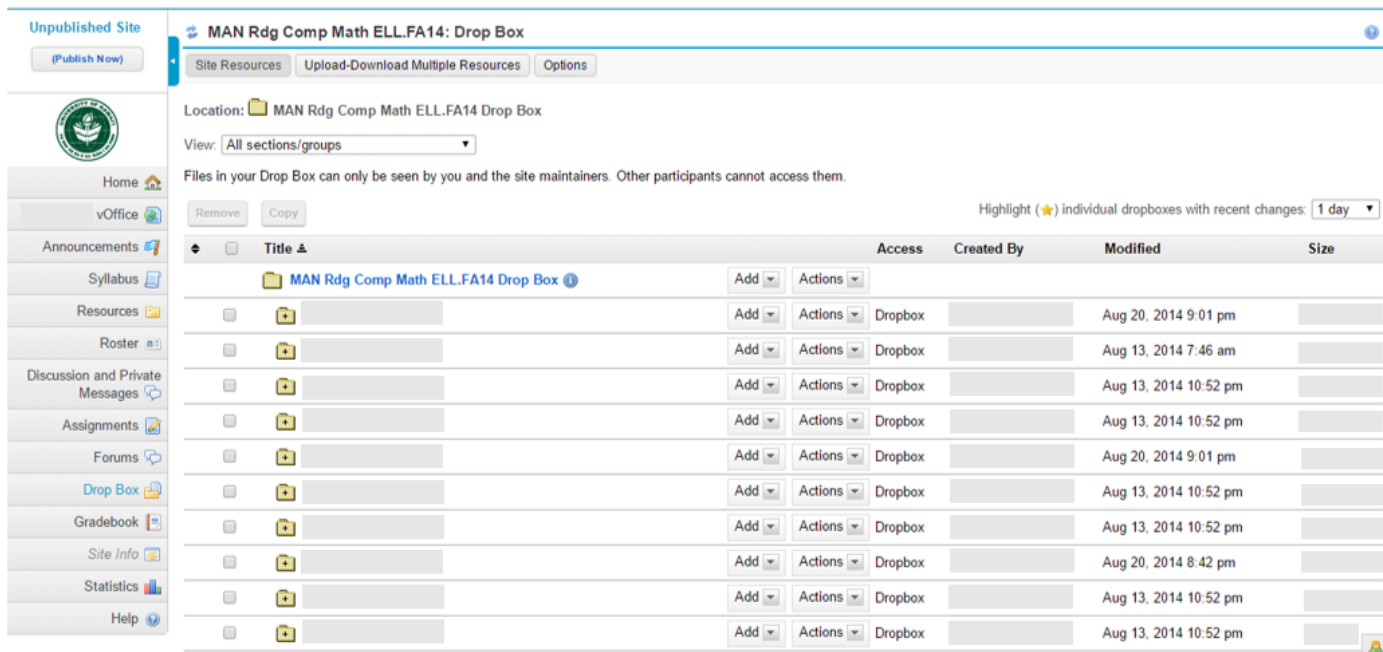 Unpublished Site
(Publish Now)
MAN Rdg Comp Math ELL.FA14: Drop Box
Site Resources Upload-Download Multiple Resources Options
Location: MAN Rdg Comp Math ELL.FA14 Drop Box
View: All sections/groups
Files in your Drop Box can only be seen by you and the site maintainers. Other participants cannot access them.
Remove Copy Highlight ( ) individual dropboxes with recent changes: 1 day
Home
vOffice
Announcements
Syllabus
Resources
Roster
Discussion and Private
Messages
Assignments
Forums
Drop Box
Gradebook
Site Info
Statistics
Help
Title Access Created By Modified Size
MAN Rdg Comp Math ELL.FA14 Drop Box Add Actions
Add Actions Dropbox Aug 20, 2014 9:01 pm
Add Actions Dropbox Aug 13, 2014 7:46 am
Add Actions Dropbox Aug 13, 2014 10:52 pm
Add Actions Dropbox Aug 13, 2014 10:52 pm
Add Actions Dropbox Aug 20, 2014 9:01 pm
Add Actions Dropbox Aug 13, 2014 10:52 pm
Add Actions Dropbox Aug 13, 2014 10:52 pm
Add Actions Dropbox Aug 20, 2014 8:42 pm
Add Actions Dropbox Aug 13, 2014 10:52 pm
Add Actions Dropbox Aug 13, 2014 10:52 pm